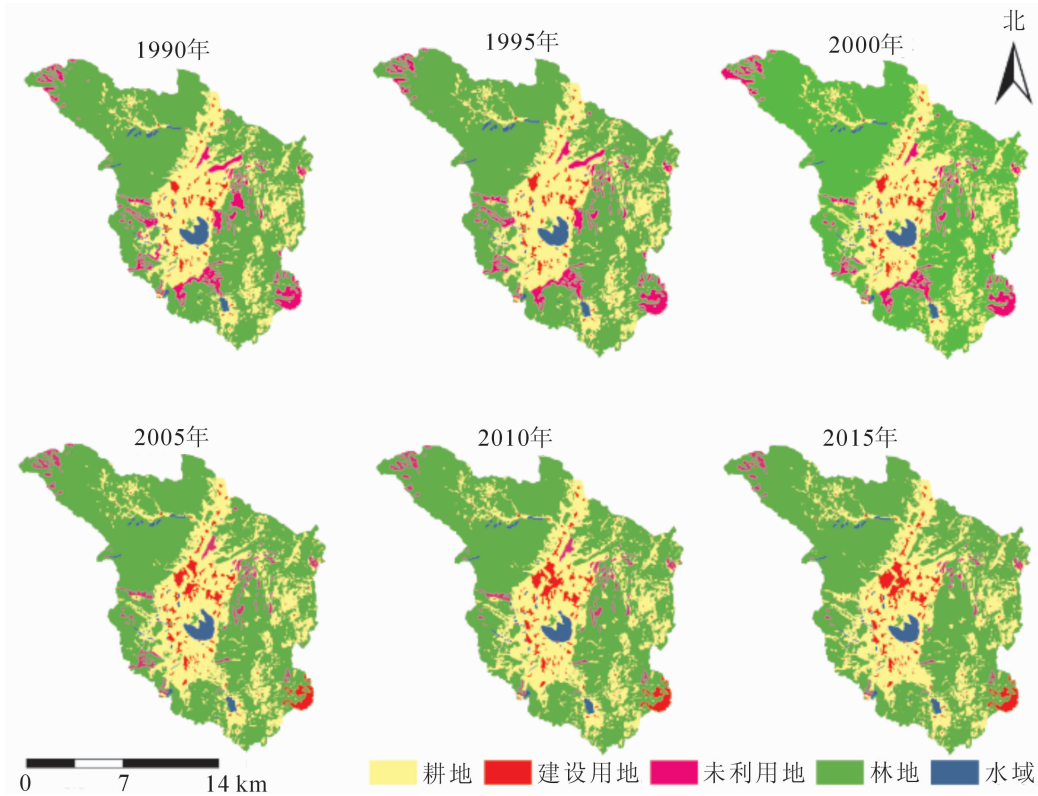 北
1990年
1995年
2000年
2005年
2010年
2015年
0 7 14 km
耕地 建设用地 未利用地 林地 水域